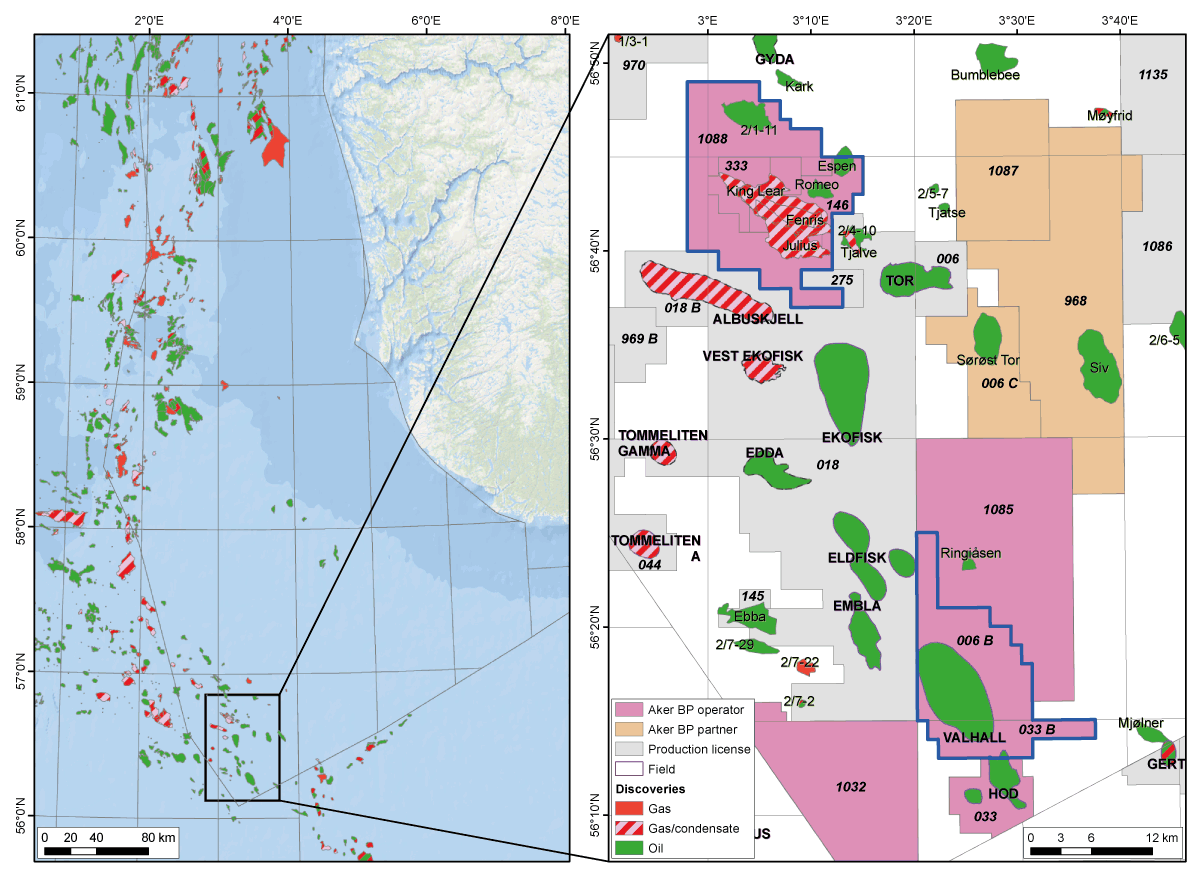 2°0'E
4°0'E
6°0'E
8°0'E
61°0'N
60°0'N
59°0'N
58°0'N
57°0'N
56°0'N
0 20 40 80 km
3°0'
3°10'E
3°20'E
3°30'E
3°40'E
56°50'N
56°40'N
56°30'N
56°20'N
56°10'N
1/3-1
970
GYDA
Kark
Bumblebee
1135
Møyfrid
2/1-11
1088
Espen
333
King Lear
Romeo
146
Fenris
Julius
2/4-10
Tjalve
2/5-7
Tjatse
1087
1086
275
006
TOR
018 B
ALBUSKJELL
968
969 B
VEST EKOFISK
Sørøst Tor
006 C
Siv
2/6-5
TOMMELITEN
GAMMA
EDDA
EKOFISK
018
1085
TOMMELITEN
A
044
ELDFISK
Ringiåsen
145
Ebba
EMBLA
2/7-29
2/7-22
2/7-2
006 B
VALHALL
033 B
Mjølner
GERT
1032
HOD
033
JS
Aker BP operator
Aker BP partner
Production license
Field
Discoveries
Gas
Gas/condensate
Oil
0 3 6 12 km